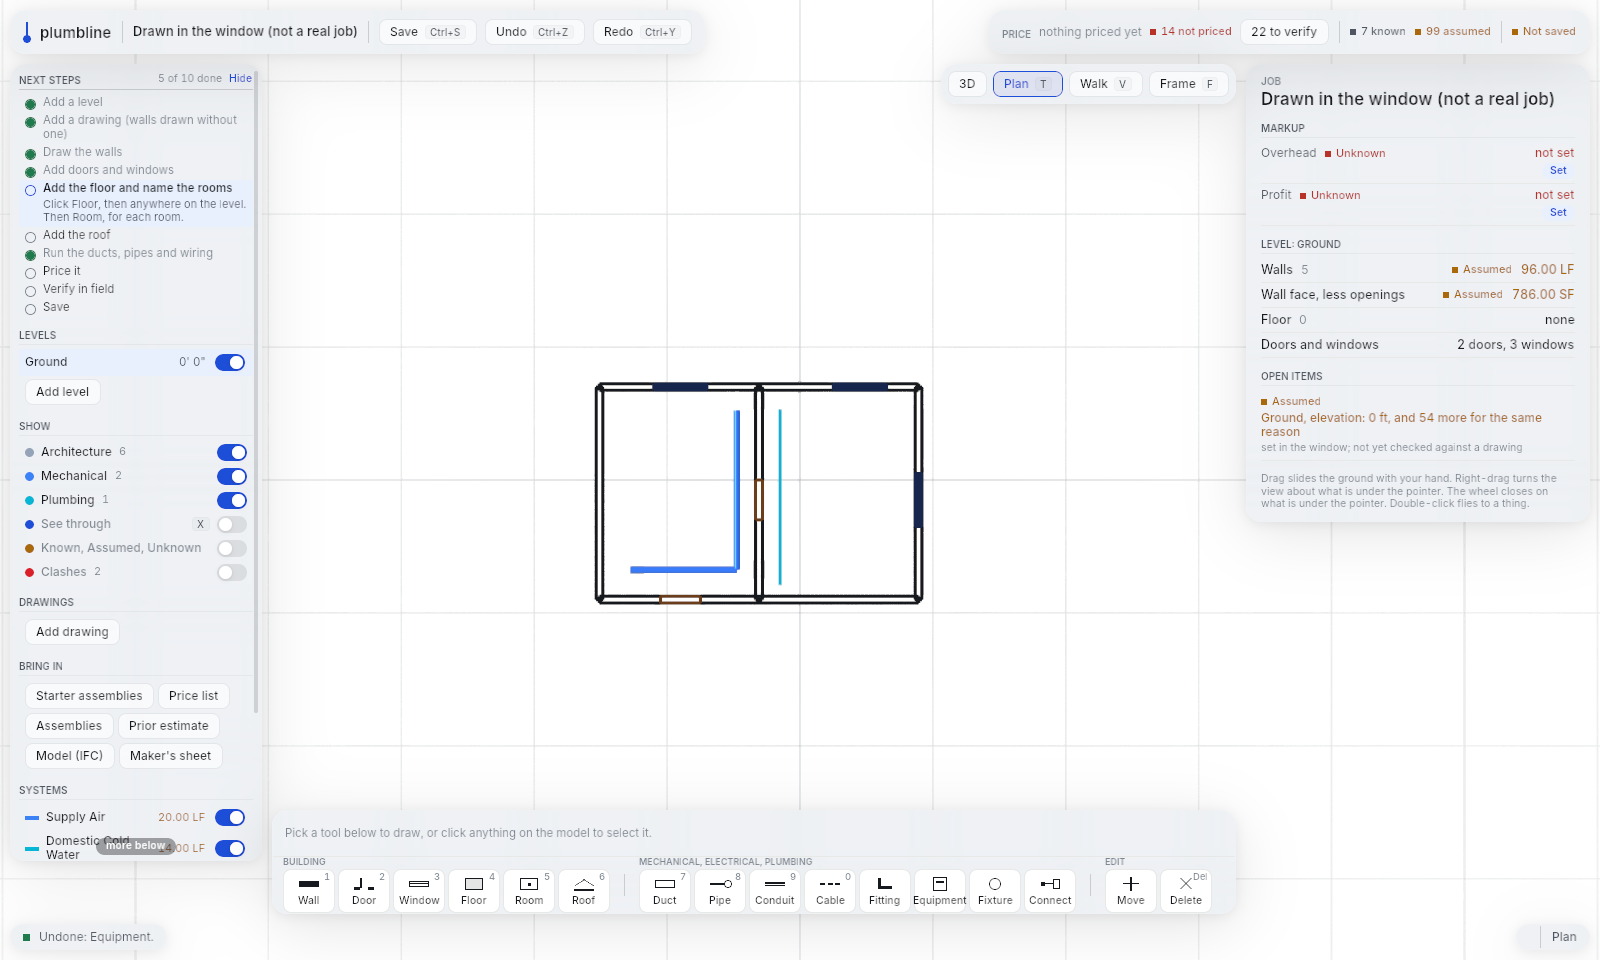 plumbline
Drawn in the window (not a real job)
Save Ctrl+S
Undo Ctrl+Z
Redo Ctrl+Y
PRICE nothing priced yet 14 not priced 22 to verify 7 known 99 assumed Not saved
3D
Plan T
Walk V
Frame F
NEXT STEPS 5 of 10 done Hide
Add a level
Add a drawing (walls drawn without
one)
Draw the walls
Add doors and windows
Add the floor and name the rooms
Click Floor, then anywhere on the level.
Then Room, for each room.
Add the roof
Run the ducts, pipes and wiring
Price it
Verify in field
Save
LEVELS
Ground 0' 0"
Add level
SHOW
Architecture 6
Mechanical 2
Plumbing 1
See through X
Known, Assumed, Unknown
Clashes 2
DRAWINGS
Add drawing
BRING IN
Starter assemblies Price list
Assemblies Prior estimate
Model (IFC) Maker's sheet
SYSTEMS
Supply Air 20.00 LF
Domestic Cold
Water
more below
JOB
Drawn in the window (not a real job)
MARKUP
Overhead Unknown not set
Set
Profit Unknown not set
Set
LEVEL: GROUND
Walls 5 Assumed 96.00 LF
Wall face, less openings Assumed 786.00 SF
Floor 0 none
Doors and windows 2 doors, 3 windows
OPEN ITEMS
Assumed
Ground, elevation: 0 ft, and 54 more for the same
reason
set in the window; not yet checked against a drawing
Drag slides the ground with your hand. Right-drag turns the
view about what is under the pointer. The wheel closes on
what is under the pointer. Double-click flies to a thing.
Pick a tool below to draw, or click anything on the model to select it.
BUILDING
Wall 1
Door 2
Window 3
Floor 4
Room 5
Roof 6
MECHANICAL, ELECTRICAL, PLUMBING
Duct 7
Pipe 8
Conduit 9
Cable 0
Fitting
Equipment
Fixture
Connect
EDIT
Move
Delete Del
Undone: Equipment.
Plan